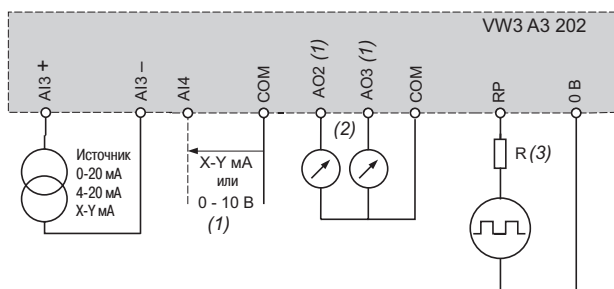 VW3 A3 202
AI3 +
AI3 –
AI4
COM
AO2 (1)
AO3 (1)
COM
RP
0 В
Источник
0-20 мА
4-20 мА
X-Y мА
X-Y мА
или
0 - 10 В
(1)
(2)
R (3)